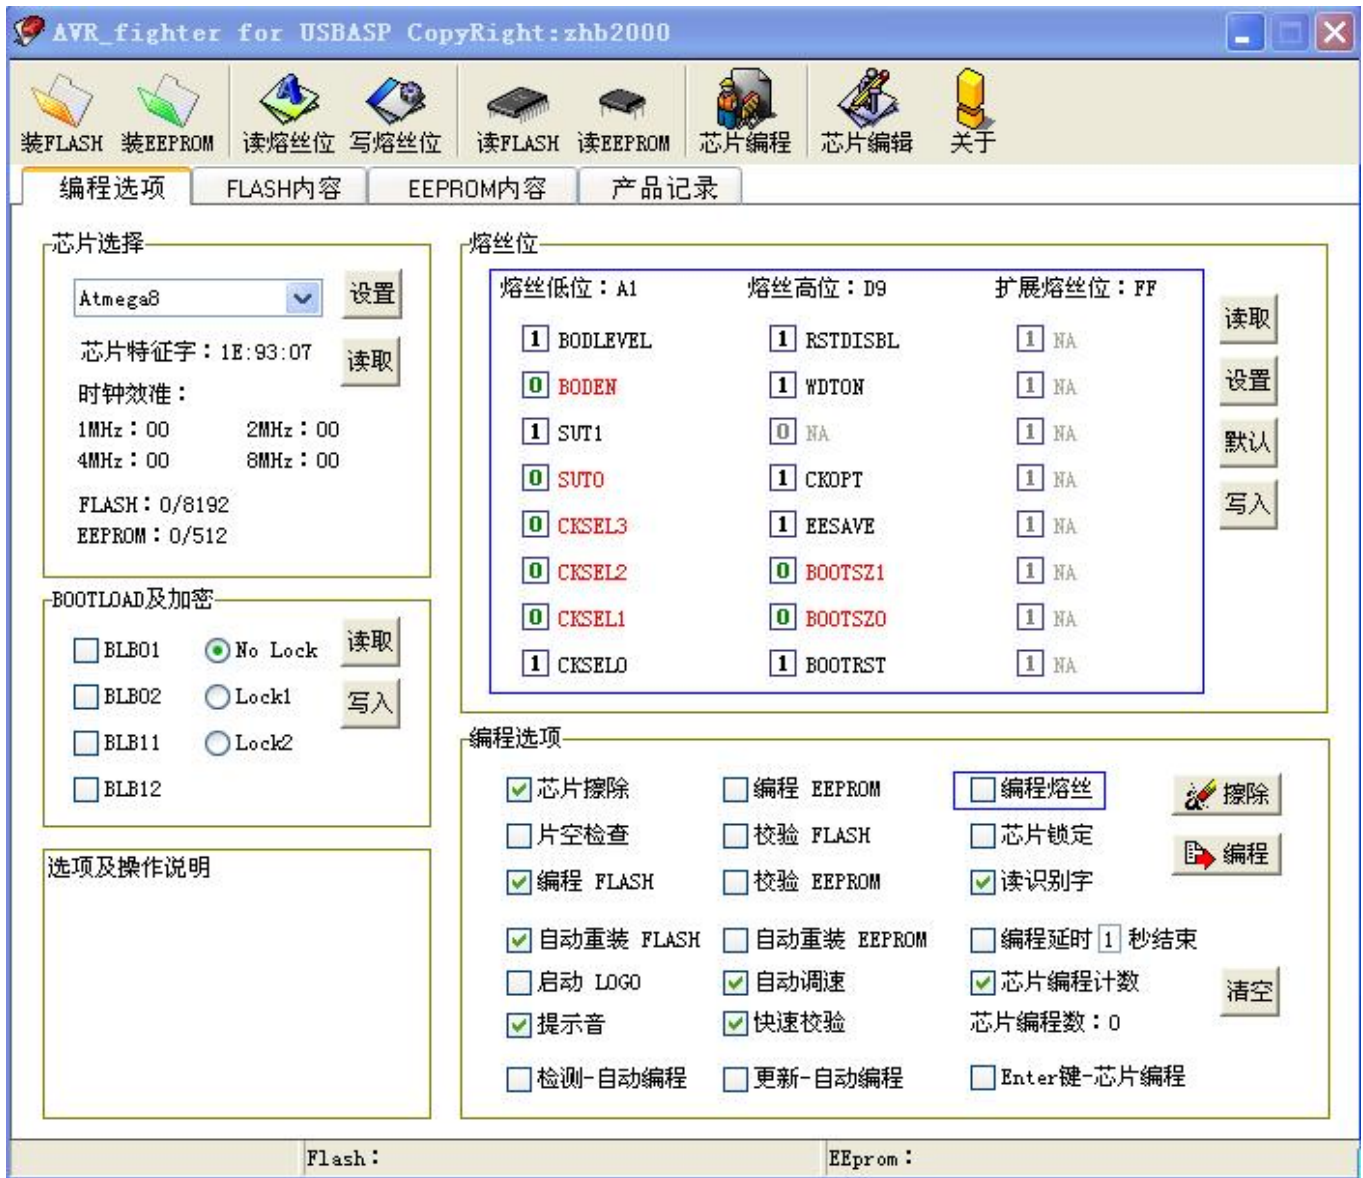 AVR_fighter for USBASP CopyRight:zhb2000
装FLASH 装EEPROM 读熔丝位 写熔丝位 读FLASH 读EEPROM 芯片编程 芯片编辑 关于
编程选项 FLASH内容 EEPROM内容 产品记录
芯片选择
Atmega8 设置
芯片特征字：1E:93:07 读取
时钟效准：
1MHz：00 2MHz：00
4MHz：00 8MHz：00
FLASH：0/8192
EEPROM：0/512
BOOTLOAD及加密
BLB01 No Lock 读取
BLB02 Lock1 写入
BLB11 Lock2
BLB12
选项及操作说明
熔丝位
熔丝低位：A1 熔丝高位：D9 扩展熔丝位：FF
1 BODLEVEL 1 RSTDISBL 1 NA 读取
0 BODEN 1 WDTON 1 NA 设置
1 SUT1 0 NA 1 NA 默认
0 SUT0 1 CKOPT 1 NA 写入
0 CKSEL3 1 EESAVE 1 NA
0 CKSEL2 0 BOOTSZ1 1 NA
0 CKSEL1 0 BOOTSZ0 1 NA
1 CKSEL0 1 BOOTRST 1 NA
编程选项
芯片擦除 编程 EEPROM 编程熔丝 擦除
片空检查 校验 FLASH 芯片锁定 编程
编程 FLASH 校验 EEPROM 读识别字
自动重装 FLASH 自动重装 EEPROM 编程延时 1 秒结束
启动 LOGO 自动调速 芯片编程计数 清空
提示音 快速校验 芯片编程数：0
检测-自动编程 更新-自动编程 Enter键-芯片编程
Flash： EEprom：